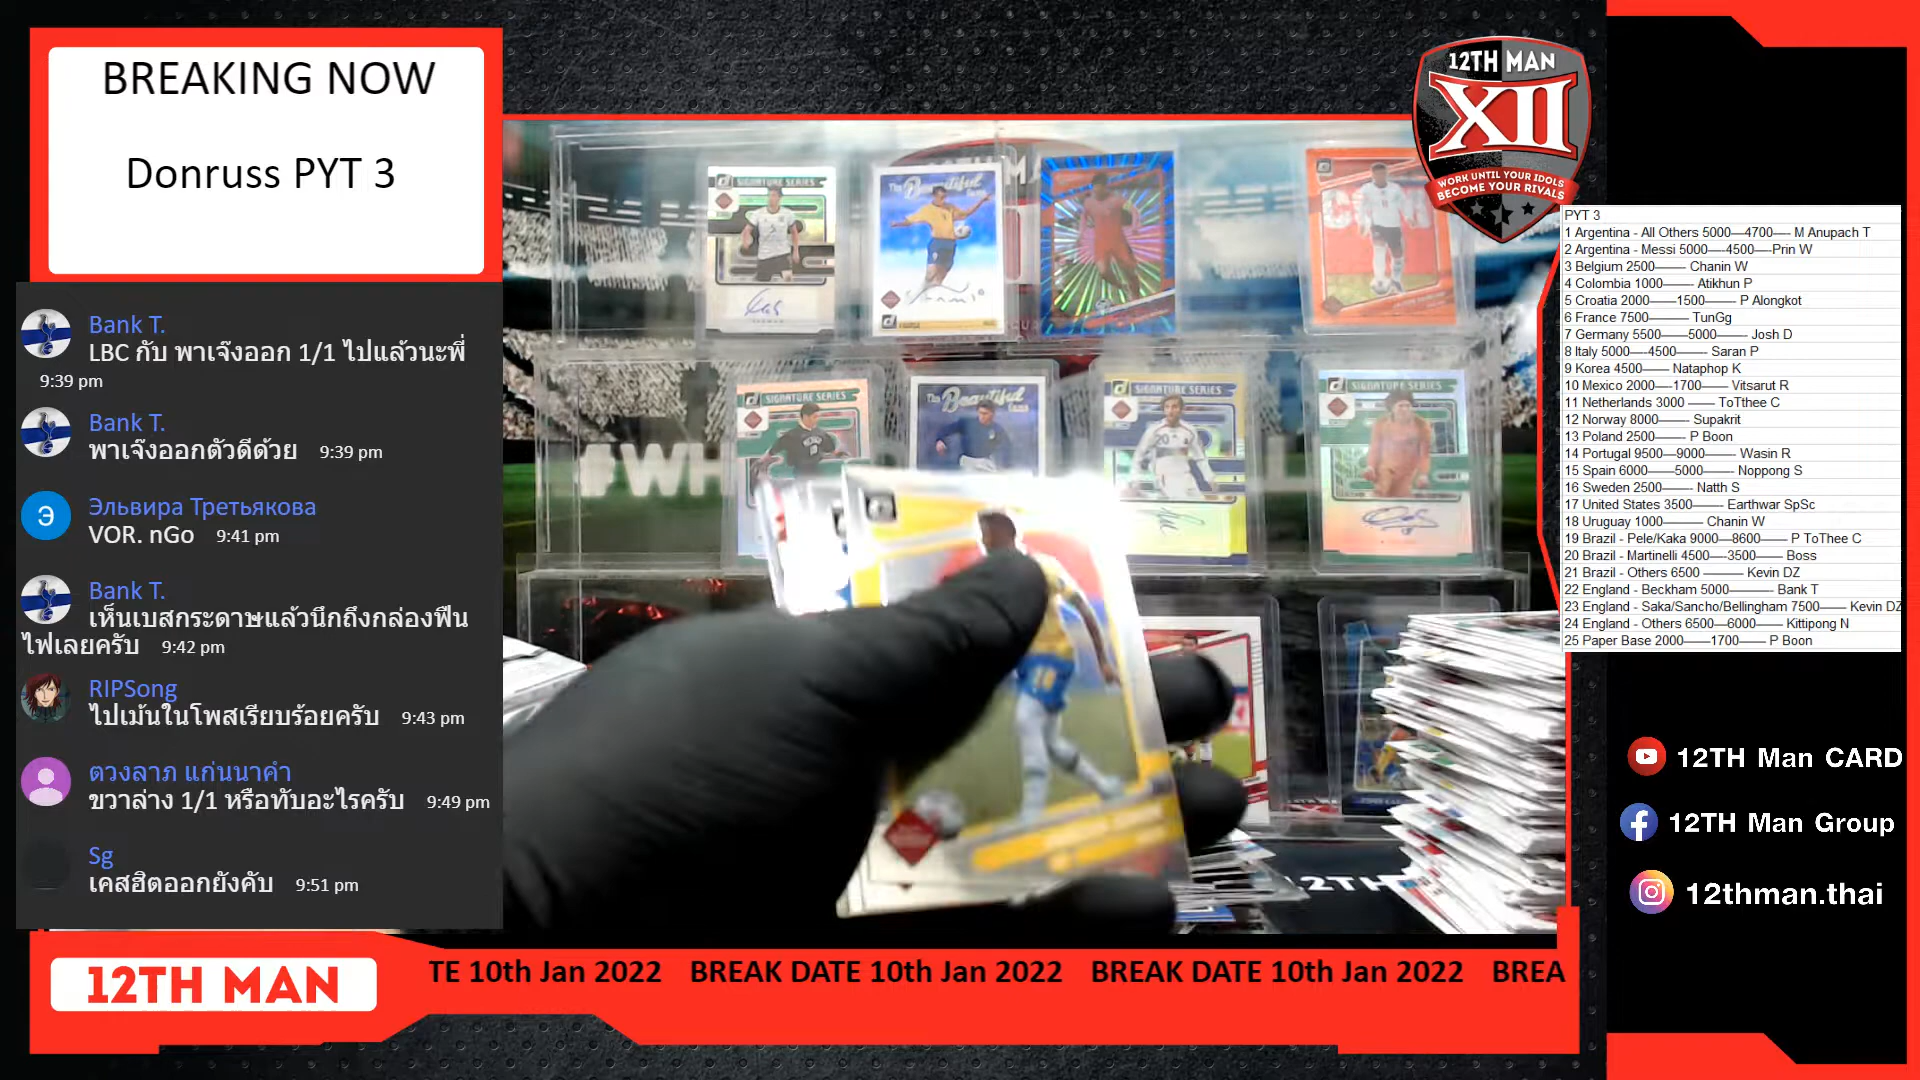 BREAKING NOW
Donruss PYT 3
Bank T.
LBC กับ พาเจ๊งออก 1/1 ไปแล้วนะพี่
9:39 pm
Bank T.
พาเจ๊งออกตัวดีด้วย 9:39 pm
Э
Эльвира Третьякова
VOR. nGo 9:41 pm
Bank T.
เห็นเบสกระดาษแล้วนึกถึงกล่องฟืน
ไฟเลยครับ 9:42 pm
RIPSong
ไปเม้นในโพสเรียบร้อยครับ 9:43 pm
ตวงลาภ แก่นนาคำ
ขวาล่าง 1/1 หรือทับอะไรครับ 9:49 pm
Sg
เคสฮิตออกยังคับ 9:51 pm
12TH MAN
TE 10th Jan 2022 BREAK DATE 10th Jan 2022 BREAK DATE 10th Jan 2022 BREA
12TH MAN
XII
WORK UNTIL YOUR IDOLS
BECOME YOUR RIVALS
SIGNATURE SERIES
The Beautiful
SIGNATURE SERIES
The Beautiful
SIGNATURE SERIES
SIGNATURE SERIES
#WH
PYT 3
1 Argentina - All Others 5000—4700—- M Anupach T
2 Argentina - Messi 5000—-4500—-Prin W
3 Belgium 2500——- Chanin W
4 Colombia 1000——- Atikhun P
5 Croatia 2000——1500——- P Alongkot
6 France 7500———- TunGg
7 Germany 5500——5000——- Josh D
8 Italy 5000—-4500——- Saran P
9 Korea 4500—— Nataphop K
10 Mexico 2000—-1700—— Vitsarut R
11 Netherlands 3000 —— ToTthee C
12 Norway 8000——- Supakrit
13 Poland 2500—— P Boon
14 Portugal 9500—9000——- Wasin R
15 Spain 6000——5000——- Noppong S
16 Sweden 2500——- Natth S
17 United States 3500——- Earthwar SpSc
18 Uruguay 1000——— Chanin W
19 Brazil - Pele/Kaka 9000—8600—— P ToThee C
20 Brazil - Martinelli 4500—-3500—— Boss
21 Brazil - Others 6500 ——— Kevin DZ
22 England - Beckham 5000———- Bank T
23 England - Saka/Sancho/Bellingham 7500—— Kevin DZ
24 England - Others 6500—6000—— Kittipong N
25 Paper Base 2000——1700—— P Boon
12TH Man CARD
12TH Man Group
12thman.thai